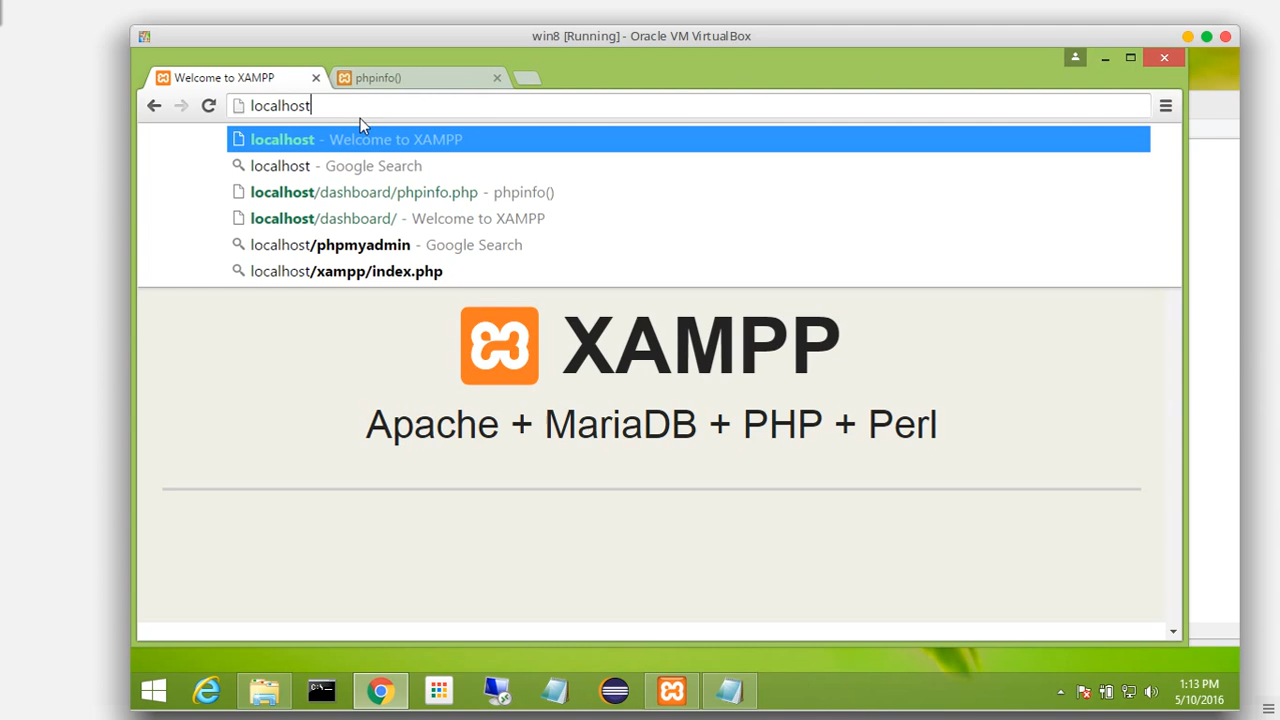 win8 [Running] - Oracle VM VirtualBox
Welcome to XAMPP
phpinfo()
localhost
localhost - Welcome to XAMPP
localhost - Google Search
localhost/dashboard/phpinfo.php - phpinfo()
localhost/dashboard/ - Welcome to XAMPP
localhost/phpmyadmin - Google Search
localhost/xampp/index.php
XAMPP
Apache + MariaDB + PHP + Perl
C:\_
1:13 PM
5/10/2016